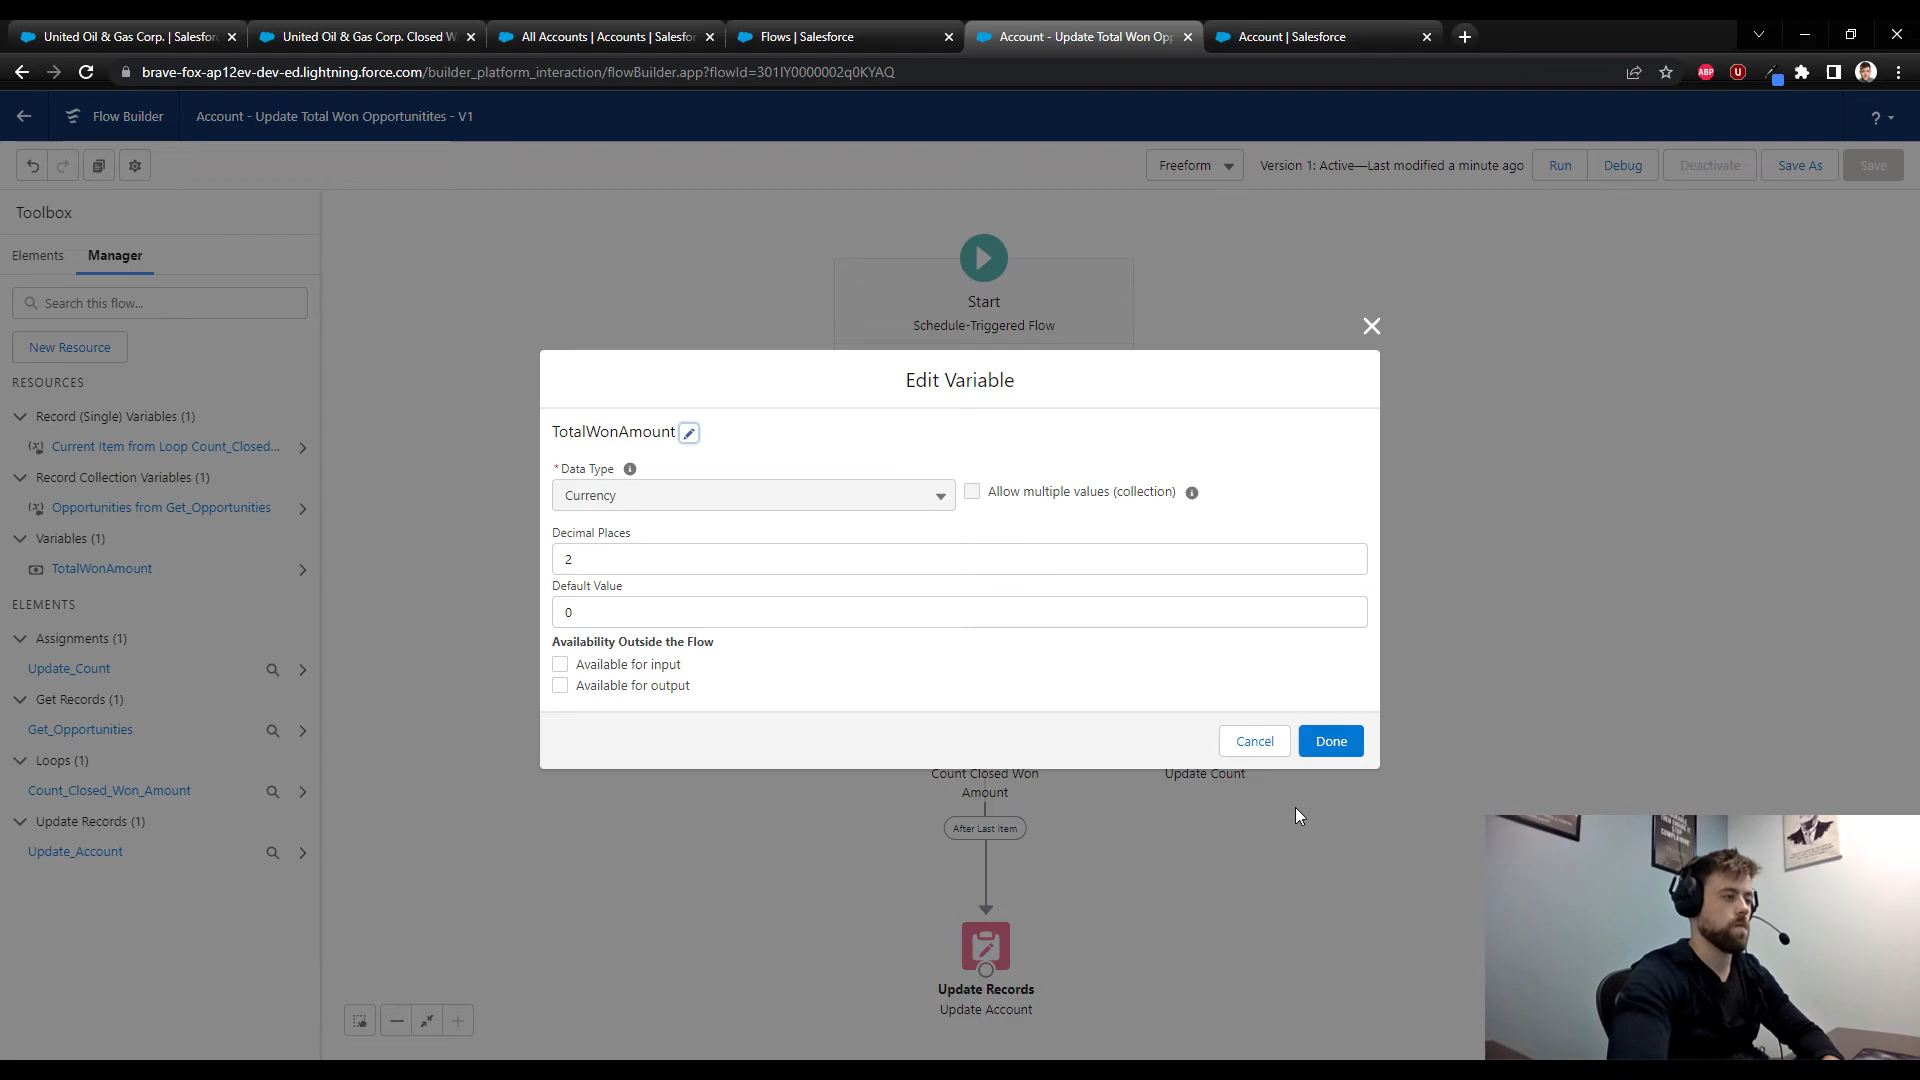 United Oil & Gas Corp. | Salesfor
United Oil & Gas Corp. Closed W
All Accounts | Accounts | Salesfor
Flows | Salesforce
Account - Update Total Won Opp
Account | Salesforce
brave-fox-ap12ev-dev-ed.lightning.force.com/builder_platform_interaction/flowBuilder.app?flowId=301IY0000002q0KYAQ
ABP
Flow Builder
Account - Update Total Won Opportunitites - V1
?
Freeform
Version 1: Active—Last modified a minute ago
Run
Debug
Deactivate
Save As
Save
Toolbox
Elements
Manager
Search this flow...
New Resource
RESOURCES
Record (Single) Variables (1)
Current Item from Loop Count_Closed...
Record Collection Variables (1)
Opportunities from Get_Opportunities
Variables (1)
TotalWonAmount
ELEMENTS
Assignments (1)
Update_Count
Get Records (1)
Get_Opportunities
Loops (1)
Count_Closed_Won_Amount
Update Records (1)
Update_Account
Start
Schedule-Triggered Flow
Edit Variable
TotalWonAmount
*Data Type
Currency
Allow multiple values (collection)
Decimal Places
2
Default Value
0
Availability Outside the Flow
Available for input
Available for output
Cancel
Done
Count Closed Won
Amount
Update Count
After Last Item
Update Records
Update Account